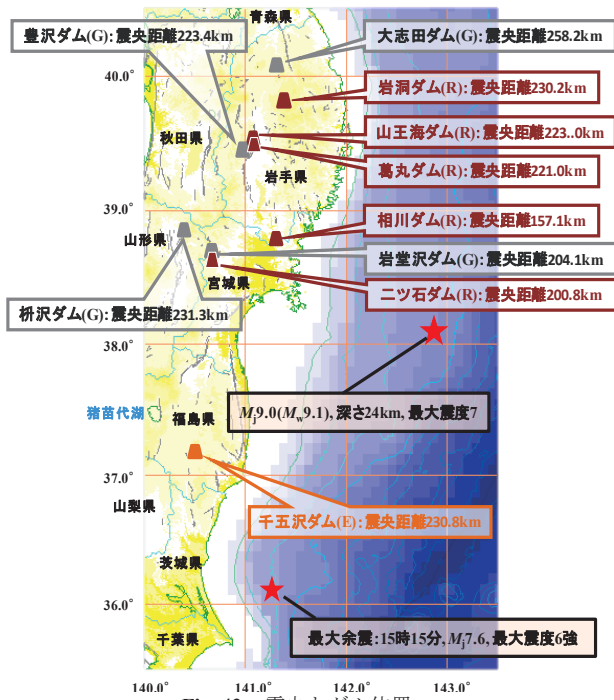 青森県
豊沢ダム(G):震央距離223.4km
大志田ダム(G):震央距離258.2km
40.0°
岩洞ダム(R):震央距離230.2km
山王海ダム(R):震央距離223..0km
秋田県
葛丸ダム(R):震央距離221.0km
岩手県
39.0°
相川ダム(R):震央距離157.1km
山形県
岩堂沢ダム(G):震央距離204.1km
宮城県
二ツ石ダム(R):震央距離200.8km
枡沢ダム(G):震央距離231.3km
38.0°
Mj9.0(Mw9.1),深さ24km,最大震度7
猪苗代湖
福島県
37.0°
山梨県
千五沢ダム(E):震央距離230.8km
茨城県
36.0°
最大余震:15時15分,Mj7.6,最大震度6強
千葉県
140.0° 141.0° 142.0° 143.0°